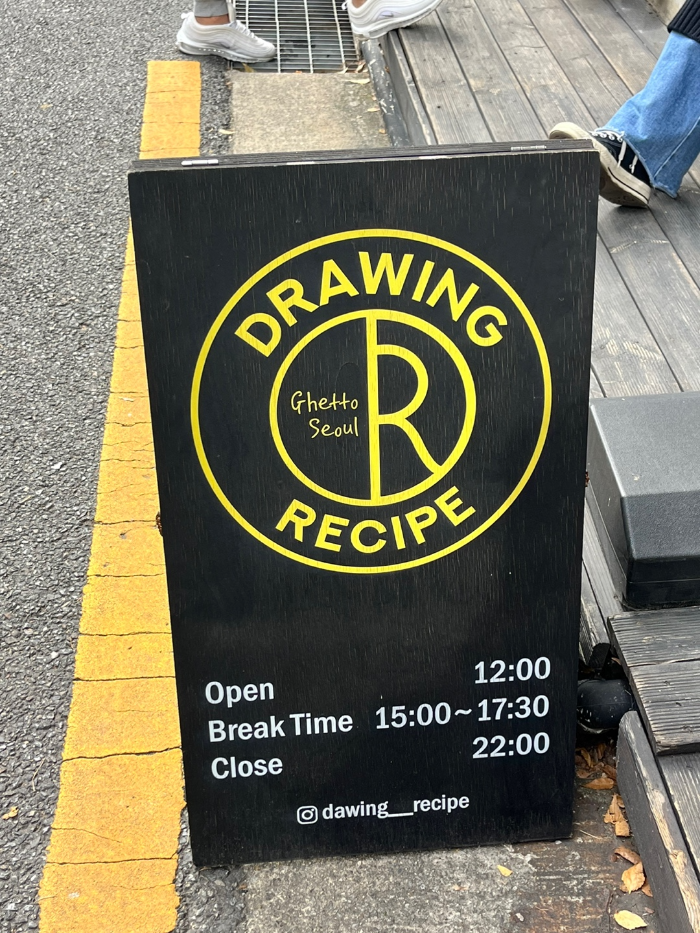 DRAWING
Ghetto
Seoul
R
RECIPE
Open 12:00
Break Time 15:00~17:30
Close 22:00
dawing__recipe